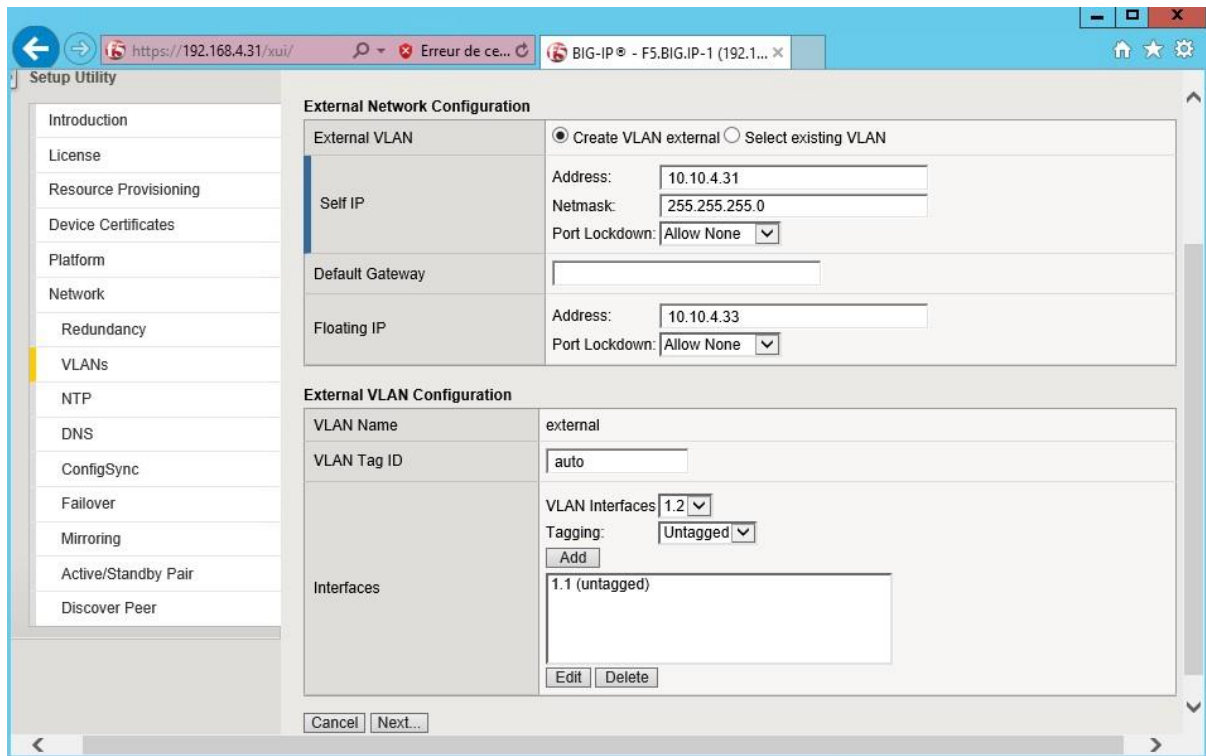 https://192.168.4.31/xui/
Erreur de ce...
BIG-IP® - F5.BIG.IP-1 (192.1...
Setup Utility
Introduction
License
Resource Provisioning
Device Certificates
Platform
Network
Redundancy
VLANs
NTP
DNS
ConfigSync
Failover
Mirroring
Active/Standby Pair
Discover Peer
External Network Configuration
External VLAN
Create VLAN external Select existing VLAN
Self IP
Address: 10.10.4.31
Netmask: 255.255.255.0
Port Lockdown: Allow None
Default Gateway
Floating IP
Address: 10.10.4.33
Port Lockdown: Allow None
External VLAN Configuration
VLAN Name external
VLAN Tag ID auto
Interfaces
VLAN Interfaces 1.2
Tagging: Untagged
Add
1.1 (untagged)
Edit Delete
Cancel Next...